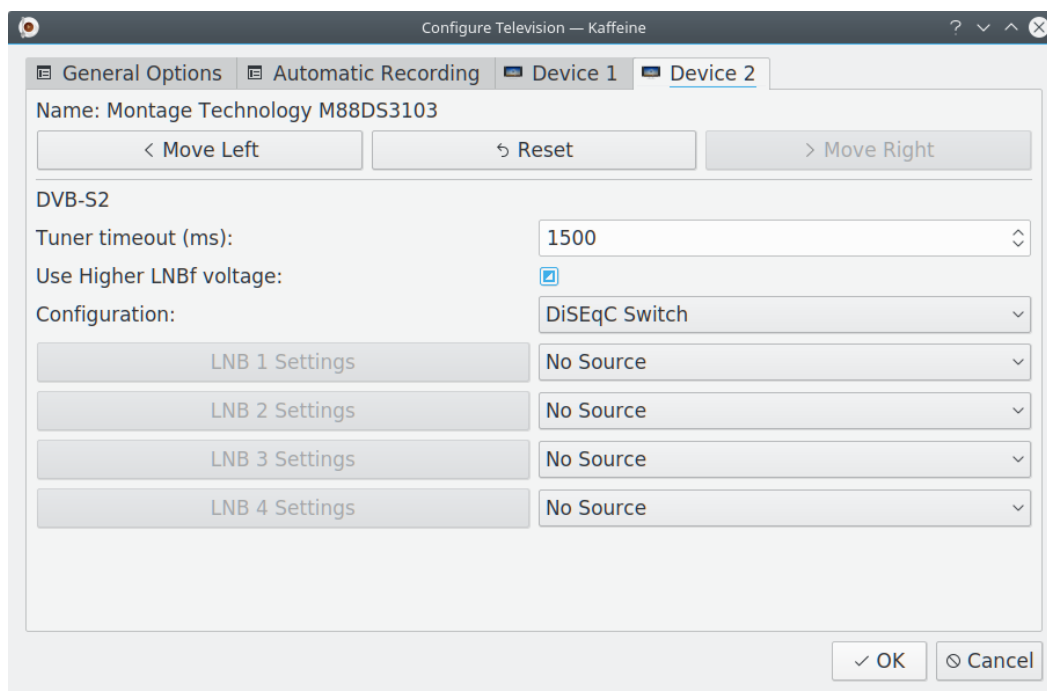 Configure Television — Kaffeine
General Options Automatic Recording Device 1 Device 2
Name: Montage Technology M88DS3103
Move Left Reset Move Right
DVB-S2
Tuner timeout (ms): 1500
Use Higher LNBf voltage:
Configuration: DiSEqC Switch
LNB 1 Settings No Source
LNB 2 Settings No Source
LNB 3 Settings No Source
LNB 4 Settings No Source
OK Cancel